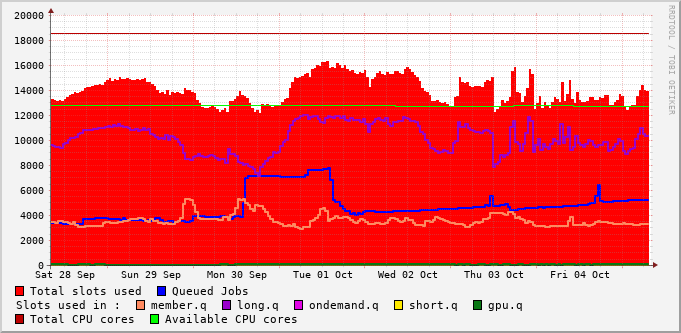 RRDTOOL / TOBI OETIKER
20000
18000
16000
14000
12000
10000
8000
6000
4000
2000
0
Sat 28 Sep Sun 29 Sep Mon 30 Sep Tue 01 Oct Wed 02 Oct Thu 03 Oct Fri 04 Oct
Total slots used Queued Jobs
Slots used in : member.q long.q ondemand.q short.q gpu.q
Total CPU cores Available CPU cores